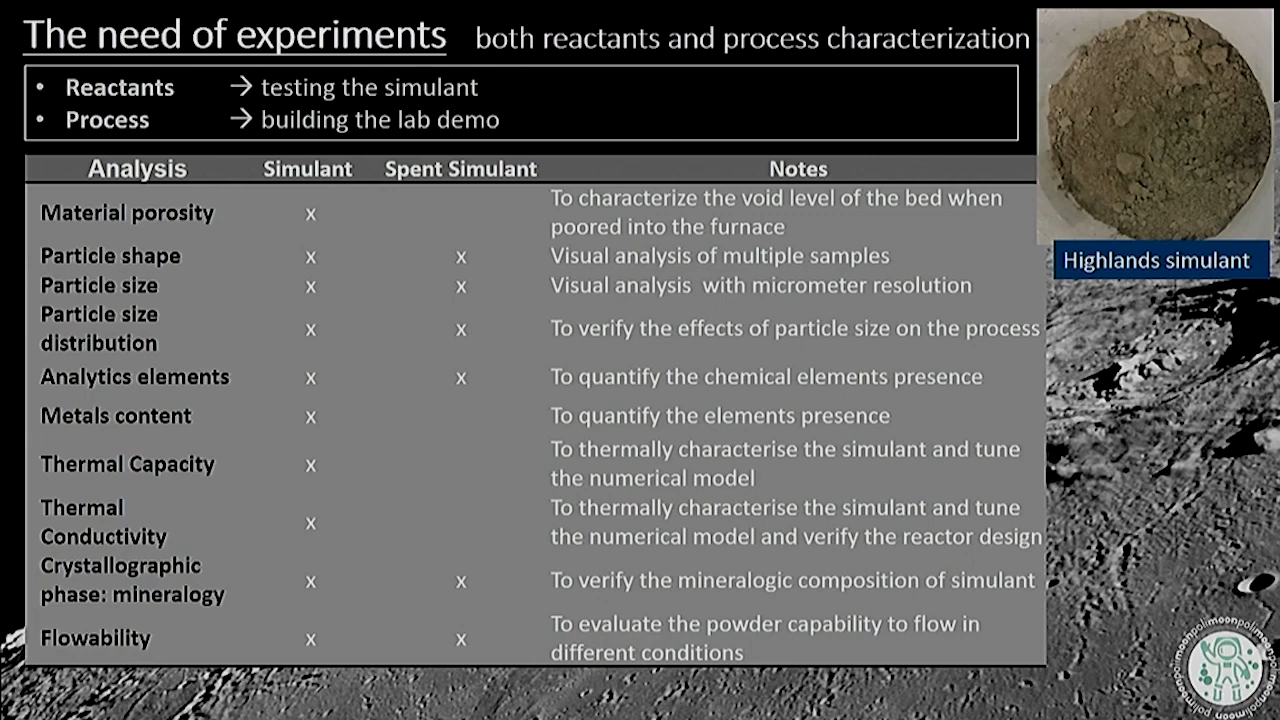 The need of experiments both reactants and process characterization
• Reactants → testing the simulant
• Process → building the lab demo
Analysis Simulant Spent Simulant Notes
Material porosity x To characterize the void level of the bed when
poored into the furnace
Particle shape x x Visual analysis of multiple samples
Particle size x x Visual analysis with micrometer resolution
Particle size
distribution x x To verify the effects of particle size on the process
Analytics elements x x To quantify the chemical elements presence
Metals content x To quantify the elements presence
Thermal Capacity x To thermally characterise the simulant and tune
the numerical model
Thermal
Conductivity x To thermally characterise the simulant and tune
the numerical model and verify the reactor design
Crystallographic
phase: mineralogy x x To verify the mineralogic composition of simulant
Flowability x x To evaluate the powder capability to flow in
different conditions
Highlands simulant
polimoonpolimoonpolimoonpolimoonpolimoon